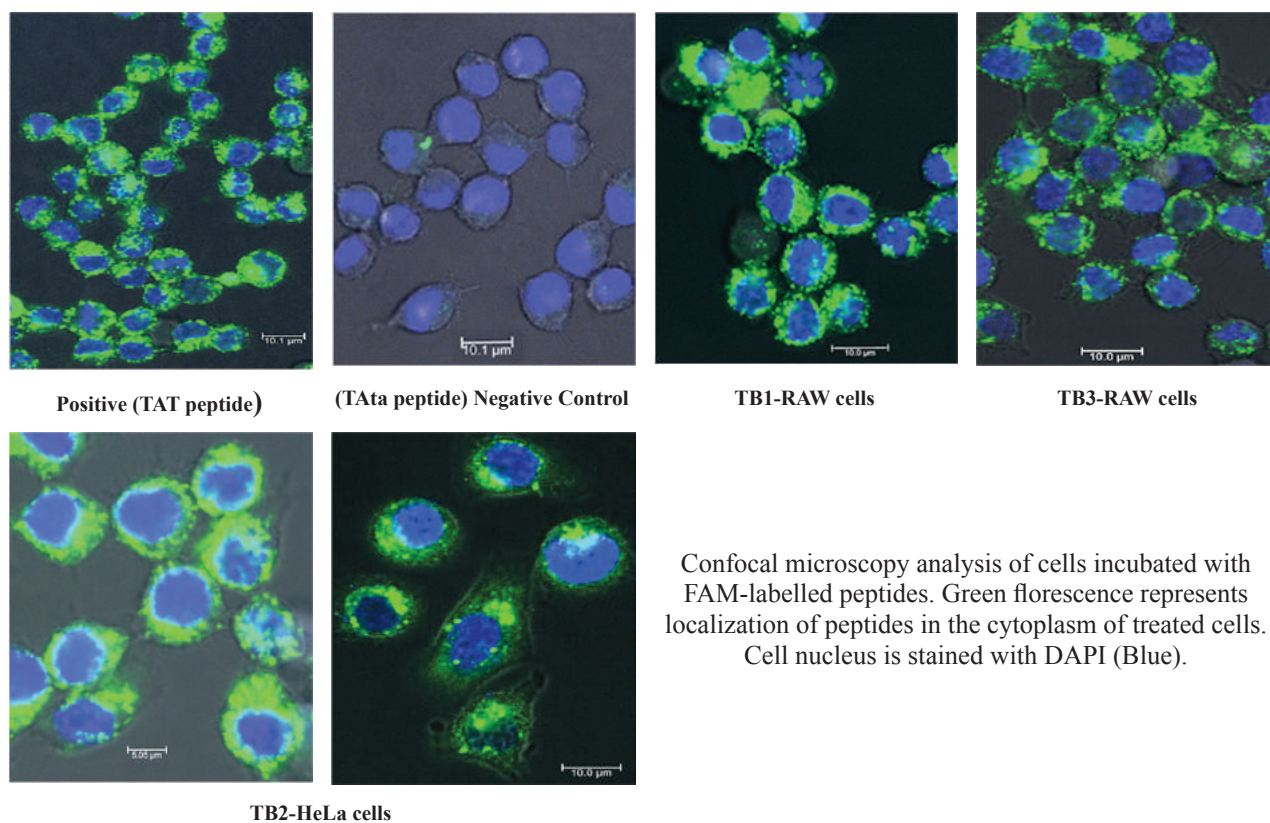 10.1 µm
10.1 µm
10.0 µm
10.0 µm
Positive (TAT peptide)
(TAta peptide) Negative Control
TB1-RAW cells
TB3-RAW cells
5.05 µm
10.0 µm
TB2-HeLa cells
Confocal microscopy analysis of cells incubated with
FAM-labelled peptides. Green florescence represents
localization of peptides in the cytoplasm of treated cells.
Cell nucleus is stained with DAPI (Blue).